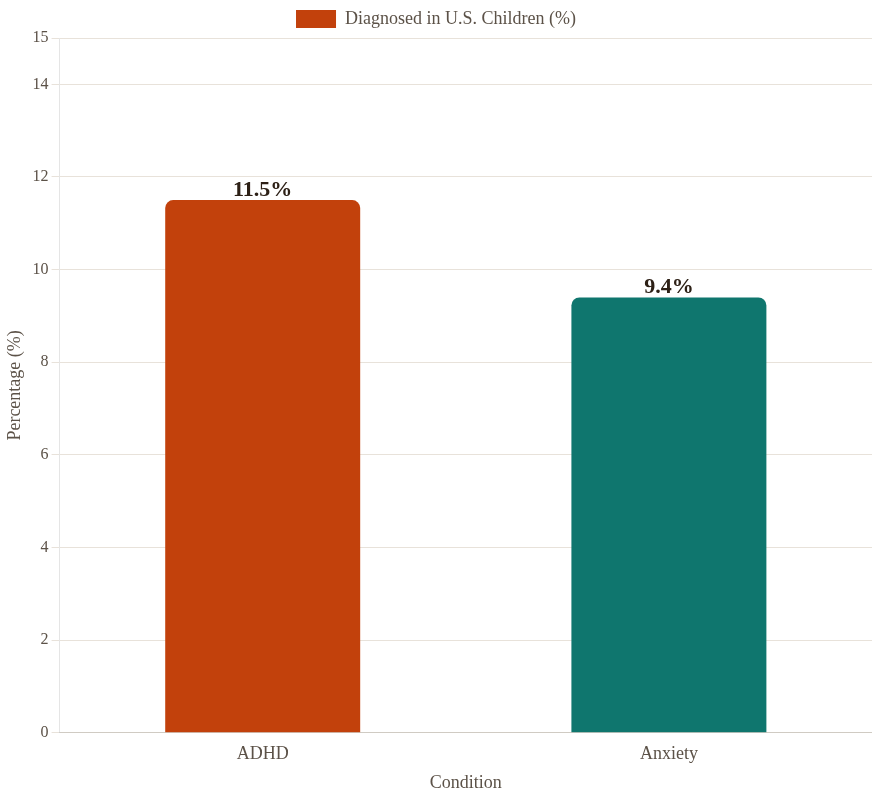 Diagnosed in U.S. Children (%)
15
14
12
10
8
6
4
2
0
Percentage (%)
11.5%
9.4%
ADHD
Anxiety
Condition